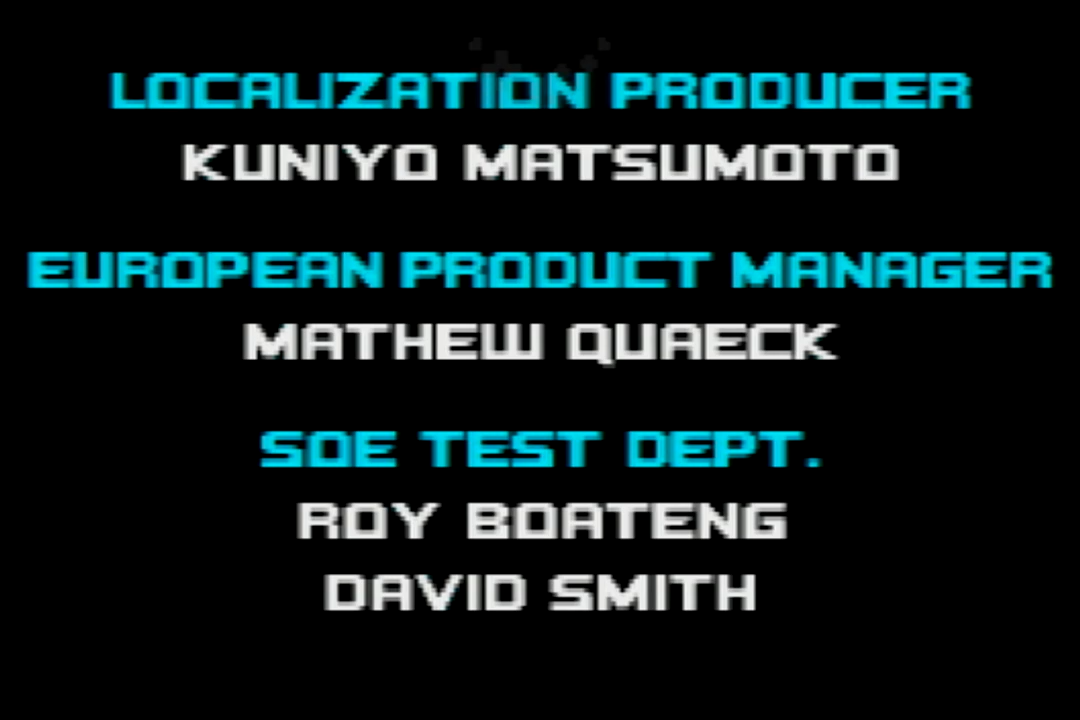 LOCALIZATION PRODUCER
KUNIYO MATSUMOTO
EUROPEAN PRODUCT MANAGER
MATHEW QUAECK
SOE TEST DEPT.
ROY BOATENG
DAVID SMITH